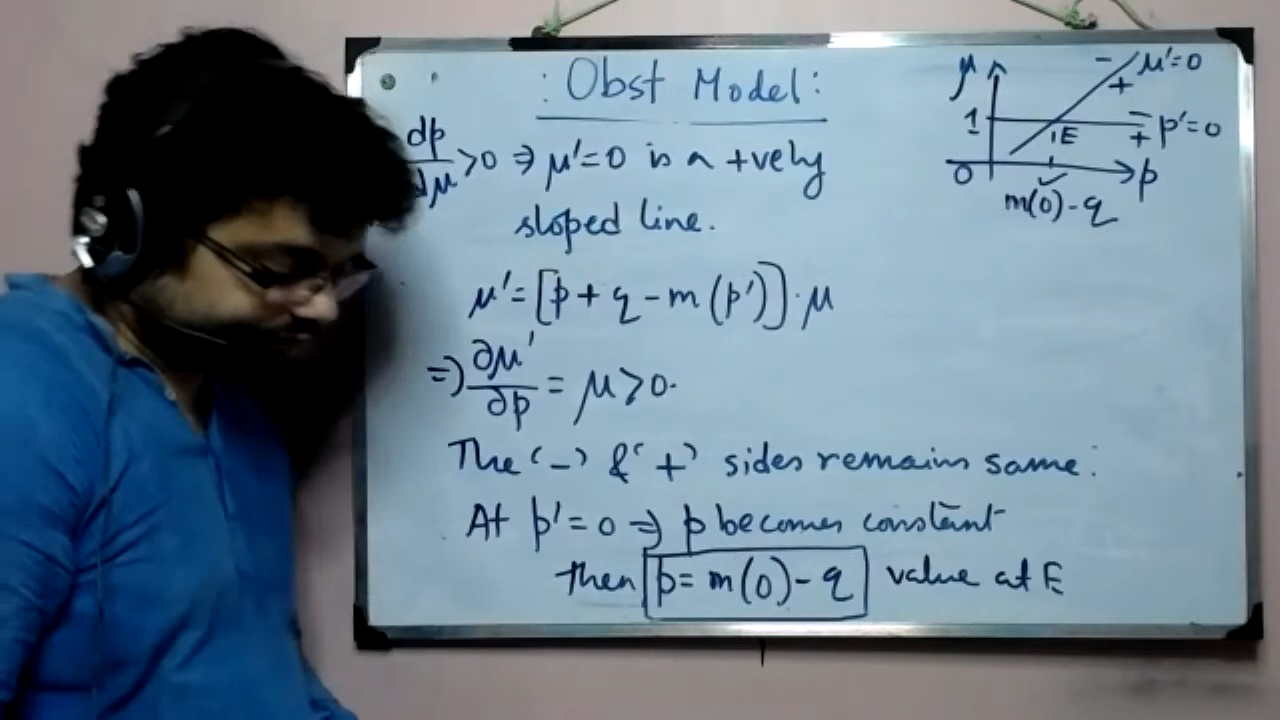 : Obst Model :
dp/dμ > 0 ⇒ μ' = 0 is a +vely
sloped line.
μ' = [p + q - m(p')]·μ
⇒ ∂μ'/∂p = μ > 0.
The '-' & '+' sides remains same:
At p' = 0 ⇒ p becomes constant
then p = m(0) - q value at E
μ
- μ' = 0
+
1
- p' = 0
+
E
0
p
m(0) - q